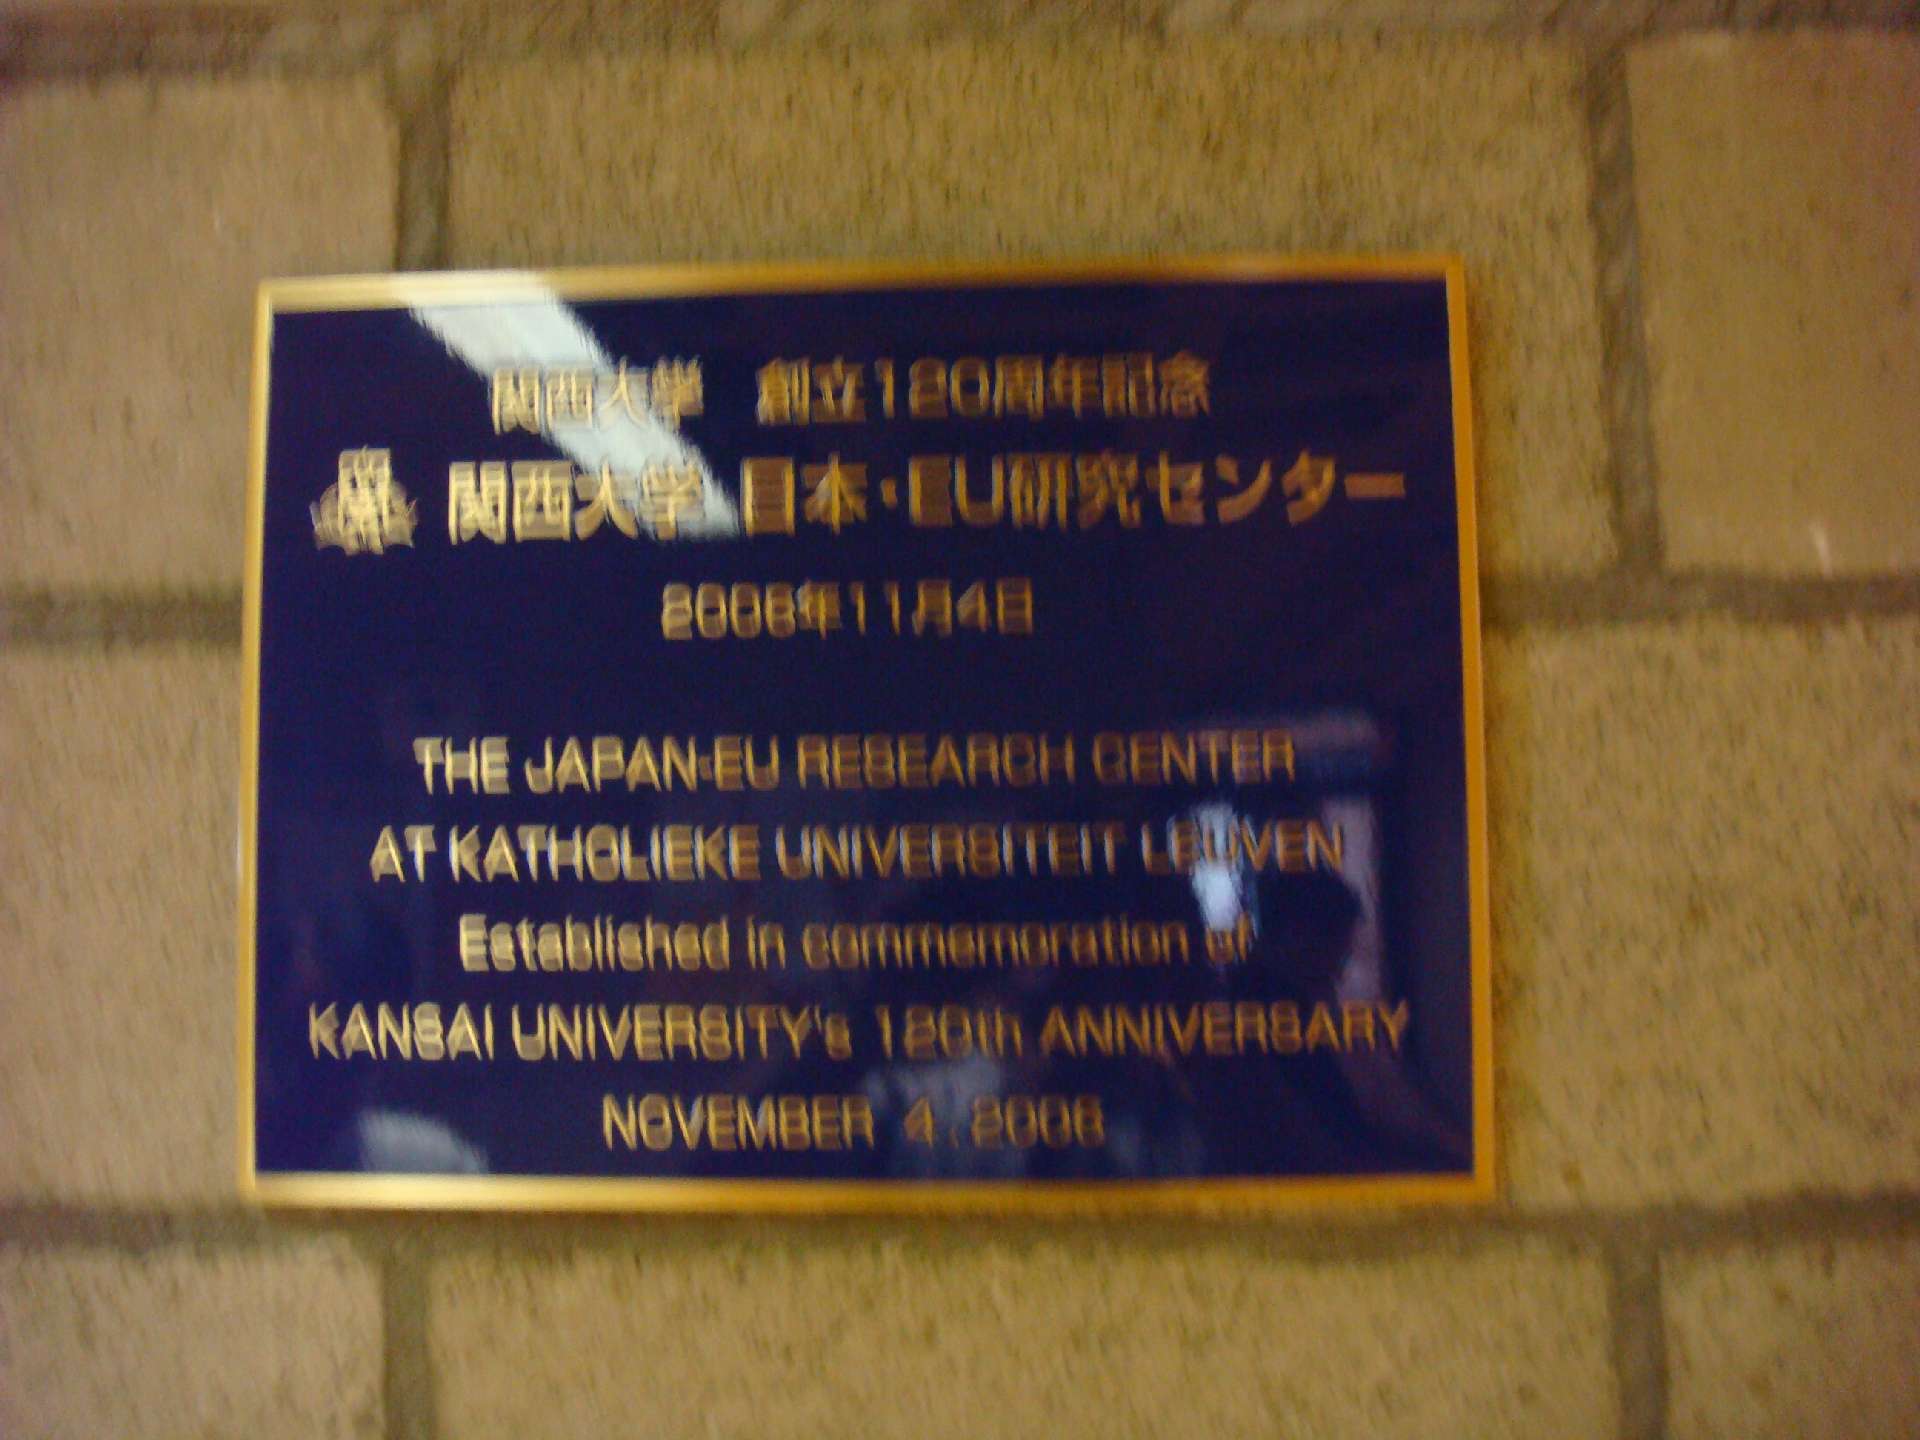 関西大学 創立120周年記念
関西大学 日本・EU研究センター
2006年11月4日
THE JAPAN-EU RESEARCH CENTER
AT KATHOLIEKE UNIVERSITEIT LEUVEN
Established in commemoration of
KANSAI UNIVERSITY's 120th ANNIVERSARY
NOVEMBER 4, 2006